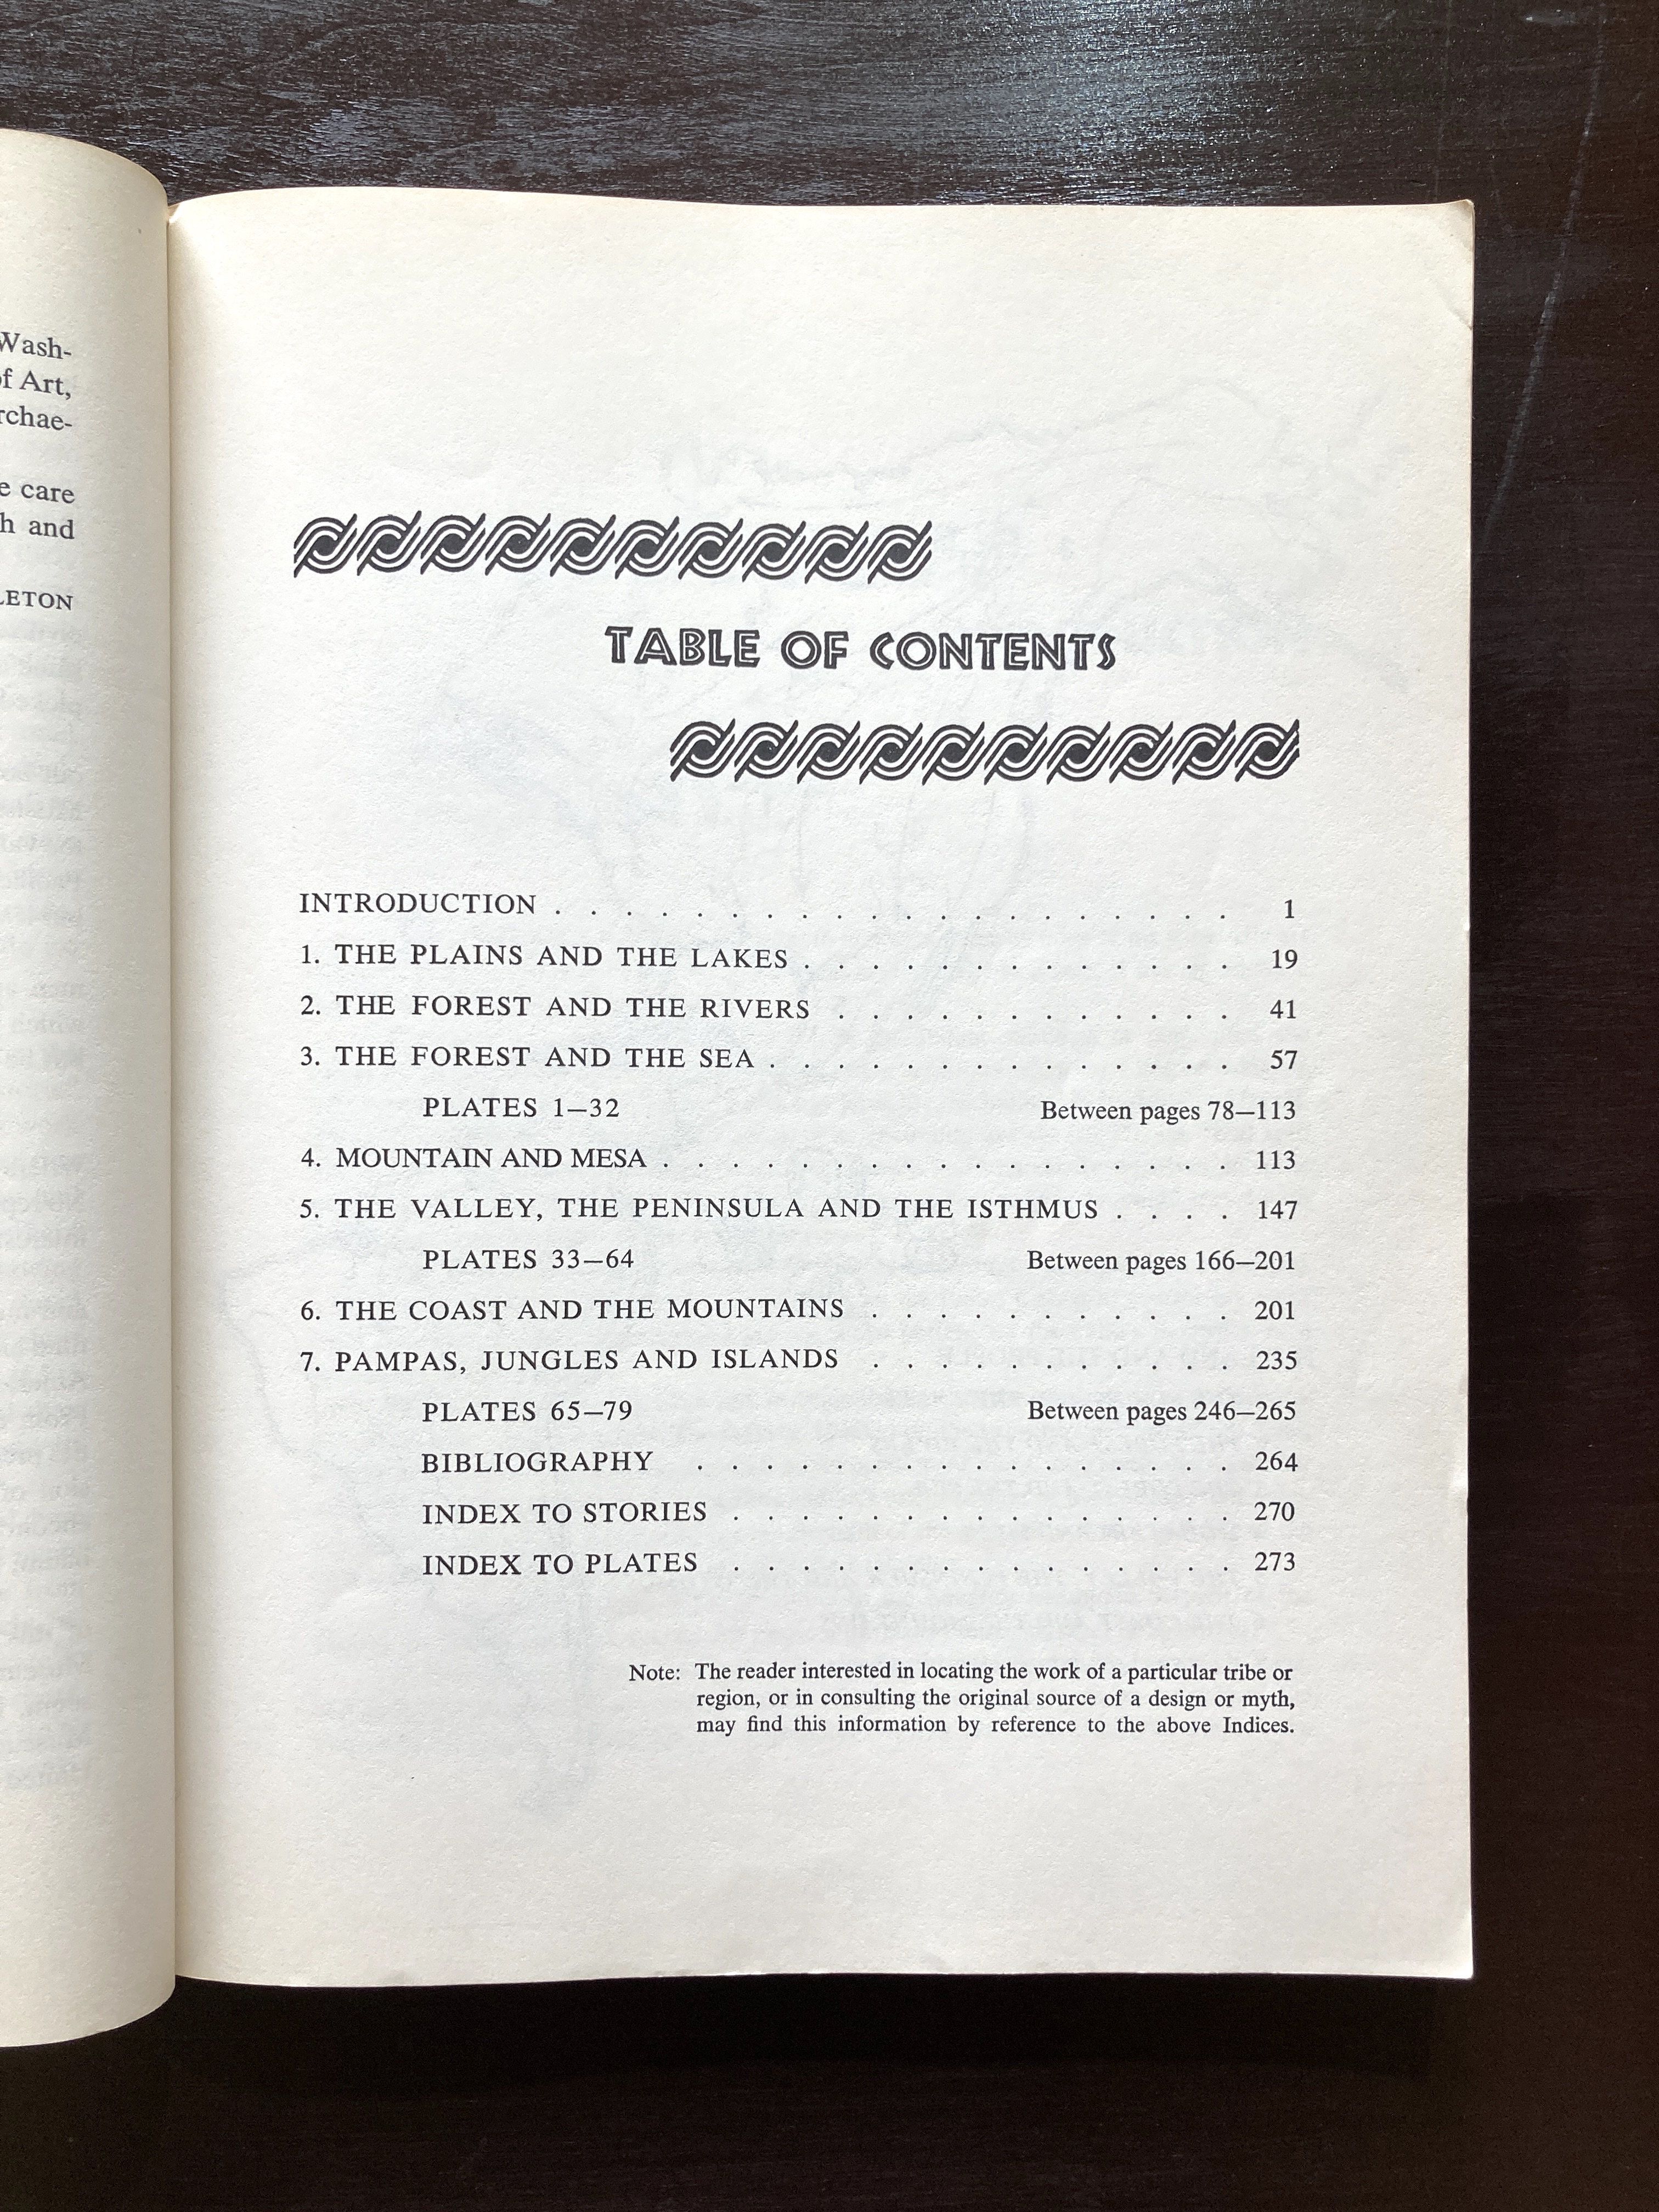 Wash-
of Art,
rchae-
e care
h and
LETON
TABLE OF CONTENTS
INTRODUCTION . . . . . . . . . . . . . . . . . . . . 1
1. THE PLAINS AND THE LAKES . . . . . . . . . . . . . 19
2. THE FOREST AND THE RIVERS . . . . . . . . . . . . 41
3. THE FOREST AND THE SEA . . . . . . . . . . . . . . 57
PLATES 1—32 Between pages 78—113
4. MOUNTAIN AND MESA . . . . . . . . . . . . . . . . . 113
5. THE VALLEY, THE PENINSULA AND THE ISTHMUS . . . . 147
PLATES 33—64 Between pages 166—201
6. THE COAST AND THE MOUNTAINS . . . . . . . . . . . 201
7. PAMPAS, JUNGLES AND ISLANDS . . . . . . . . . . . 235
PLATES 65—79 Between pages 246—265
BIBLIOGRAPHY . . . . . . . . . . . . . . . . 264
INDEX TO STORIES . . . . . . . . . . . . . . . 270
INDEX TO PLATES . . . . . . . . . . . . . . . 273
Note: The reader interested in locating the work of a particular tribe or
region, or in consulting the original source of a design or myth,
may find this information by reference to the above Indices.